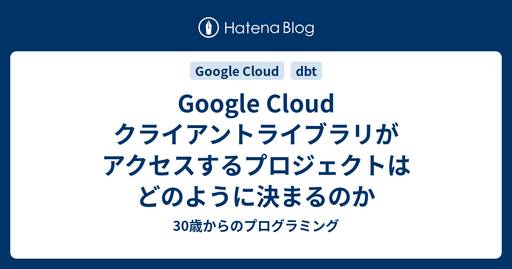 Hatena Blog
Google Cloud dbt
Google Cloud
クライアントライブラリが
アクセスするプロジェクトは
どのように決まるのか
30歳からのプログラミング